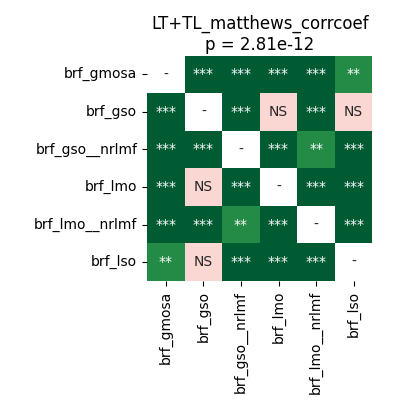 LT+TL_matthews_corrcoef
p = 2.81e-12
brf_gmosa - *** *** *** *** **
brf_gso *** - *** NS *** NS
brf_gso__nrlmf *** *** - *** ** ***
brf_lmo *** NS *** - *** ***
brf_lmo__nrlmf *** *** ** *** - ***
brf_lso ** NS *** *** *** -
brf_gmosa
brf_gso
brf_gso__nrlmf
brf_lmo
brf_lmo__nrlmf
brf_lso